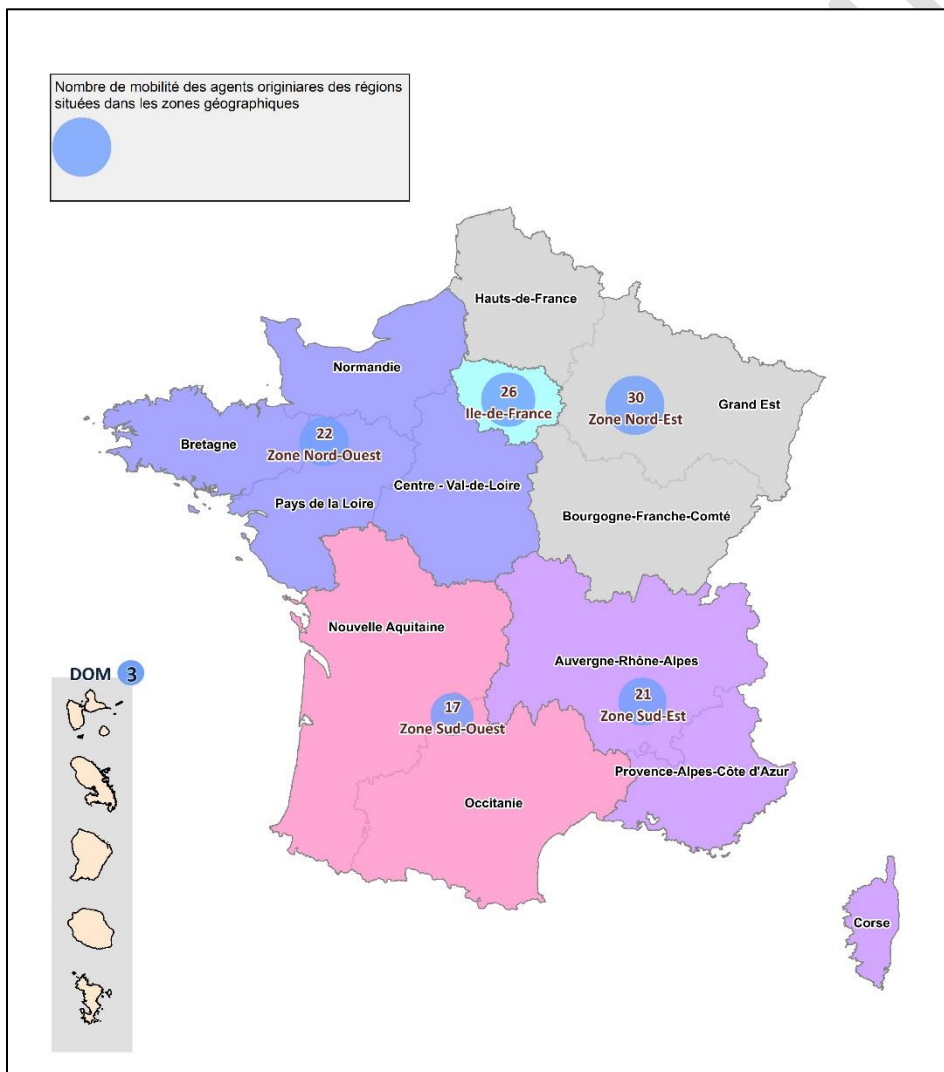 Nombre de mobilité des agents originiares des régions
situées dans les zones géographiques
Hauts-de-France
Normandie
26
Ile-de-France
30
Zone Nord-Est
Grand Est
Bretagne
22
Zone Nord-Ouest
Centre - Val-de-Loire
Pays de la Loire
Bourgogne-Franche-Comté
Nouvelle Aquitaine
Auvergne-Rhône-Alpes
DOM 3
17
Zone Sud-Ouest
21
Zone Sud-Est
Provence-Alpes-Côte d'Azur
Occitanie
Corse